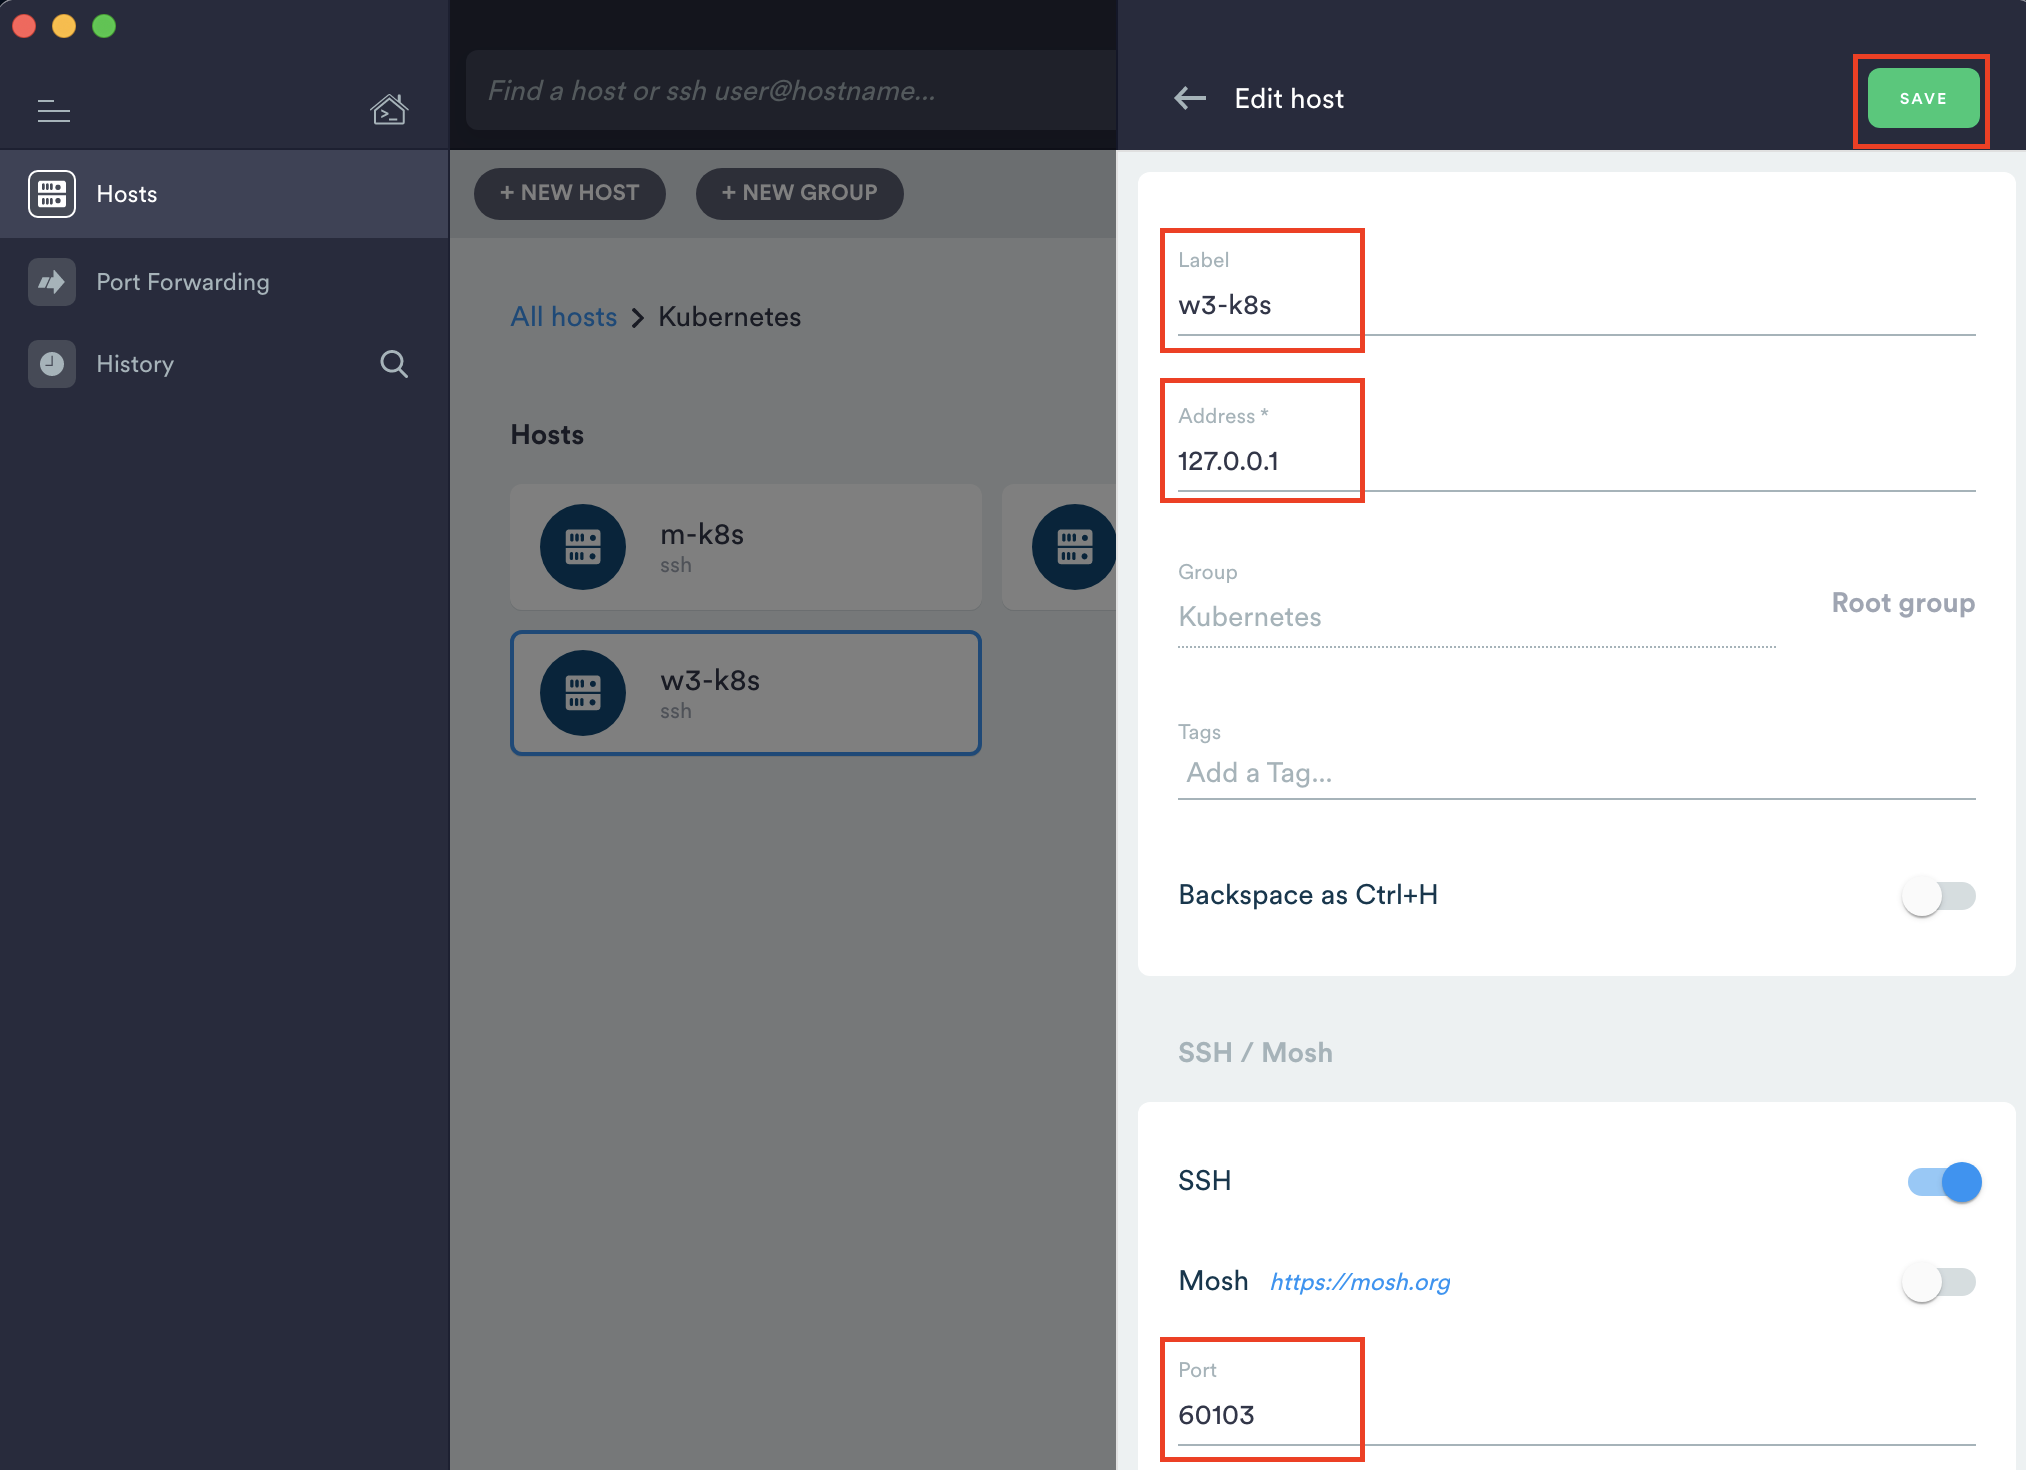 Find a host or ssh user@hostname...
Edit host
SAVE
Hosts
Port Forwarding
History
+ NEW HOST
+ NEW GROUP
All hosts > Kubernetes
Hosts
m-k8s
ssh
w3-k8s
ssh
Label
w3-k8s
Address *
127.0.0.1
Group
Kubernetes
Root group
Tags
Add a Tag...
Backspace as Ctrl+H
SSH / Mosh
SSH
Mosh https://mosh.org
Port
60103